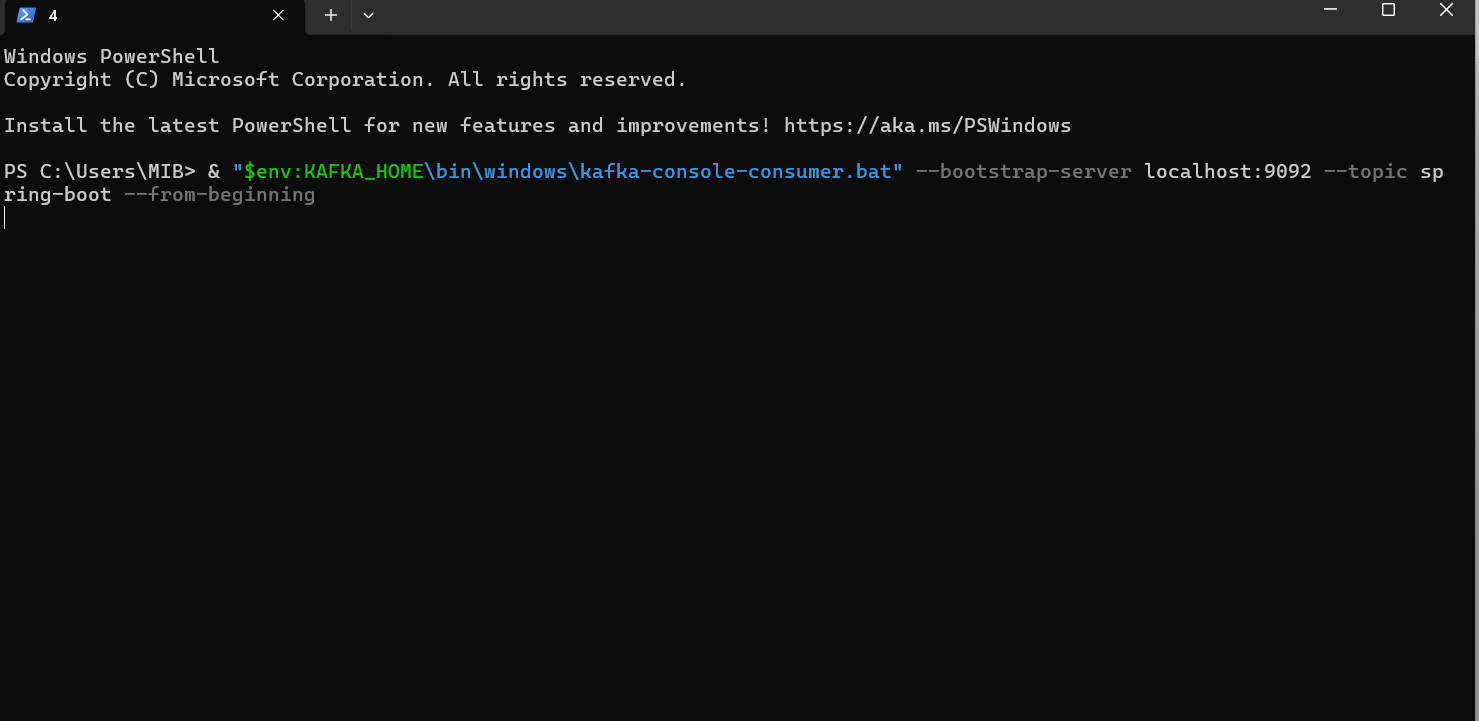 4
Windows PowerShell
Copyright (C) Microsoft Corporation. All rights reserved.
Install the latest PowerShell for new features and improvements! https://aka.ms/PSWindows
PS C:\Users\MIB> & "$env:KAFKA_HOME\bin\windows\kafka-console-consumer.bat" --bootstrap-server localhost:9092 --topic sp
ring-boot --from-beginning